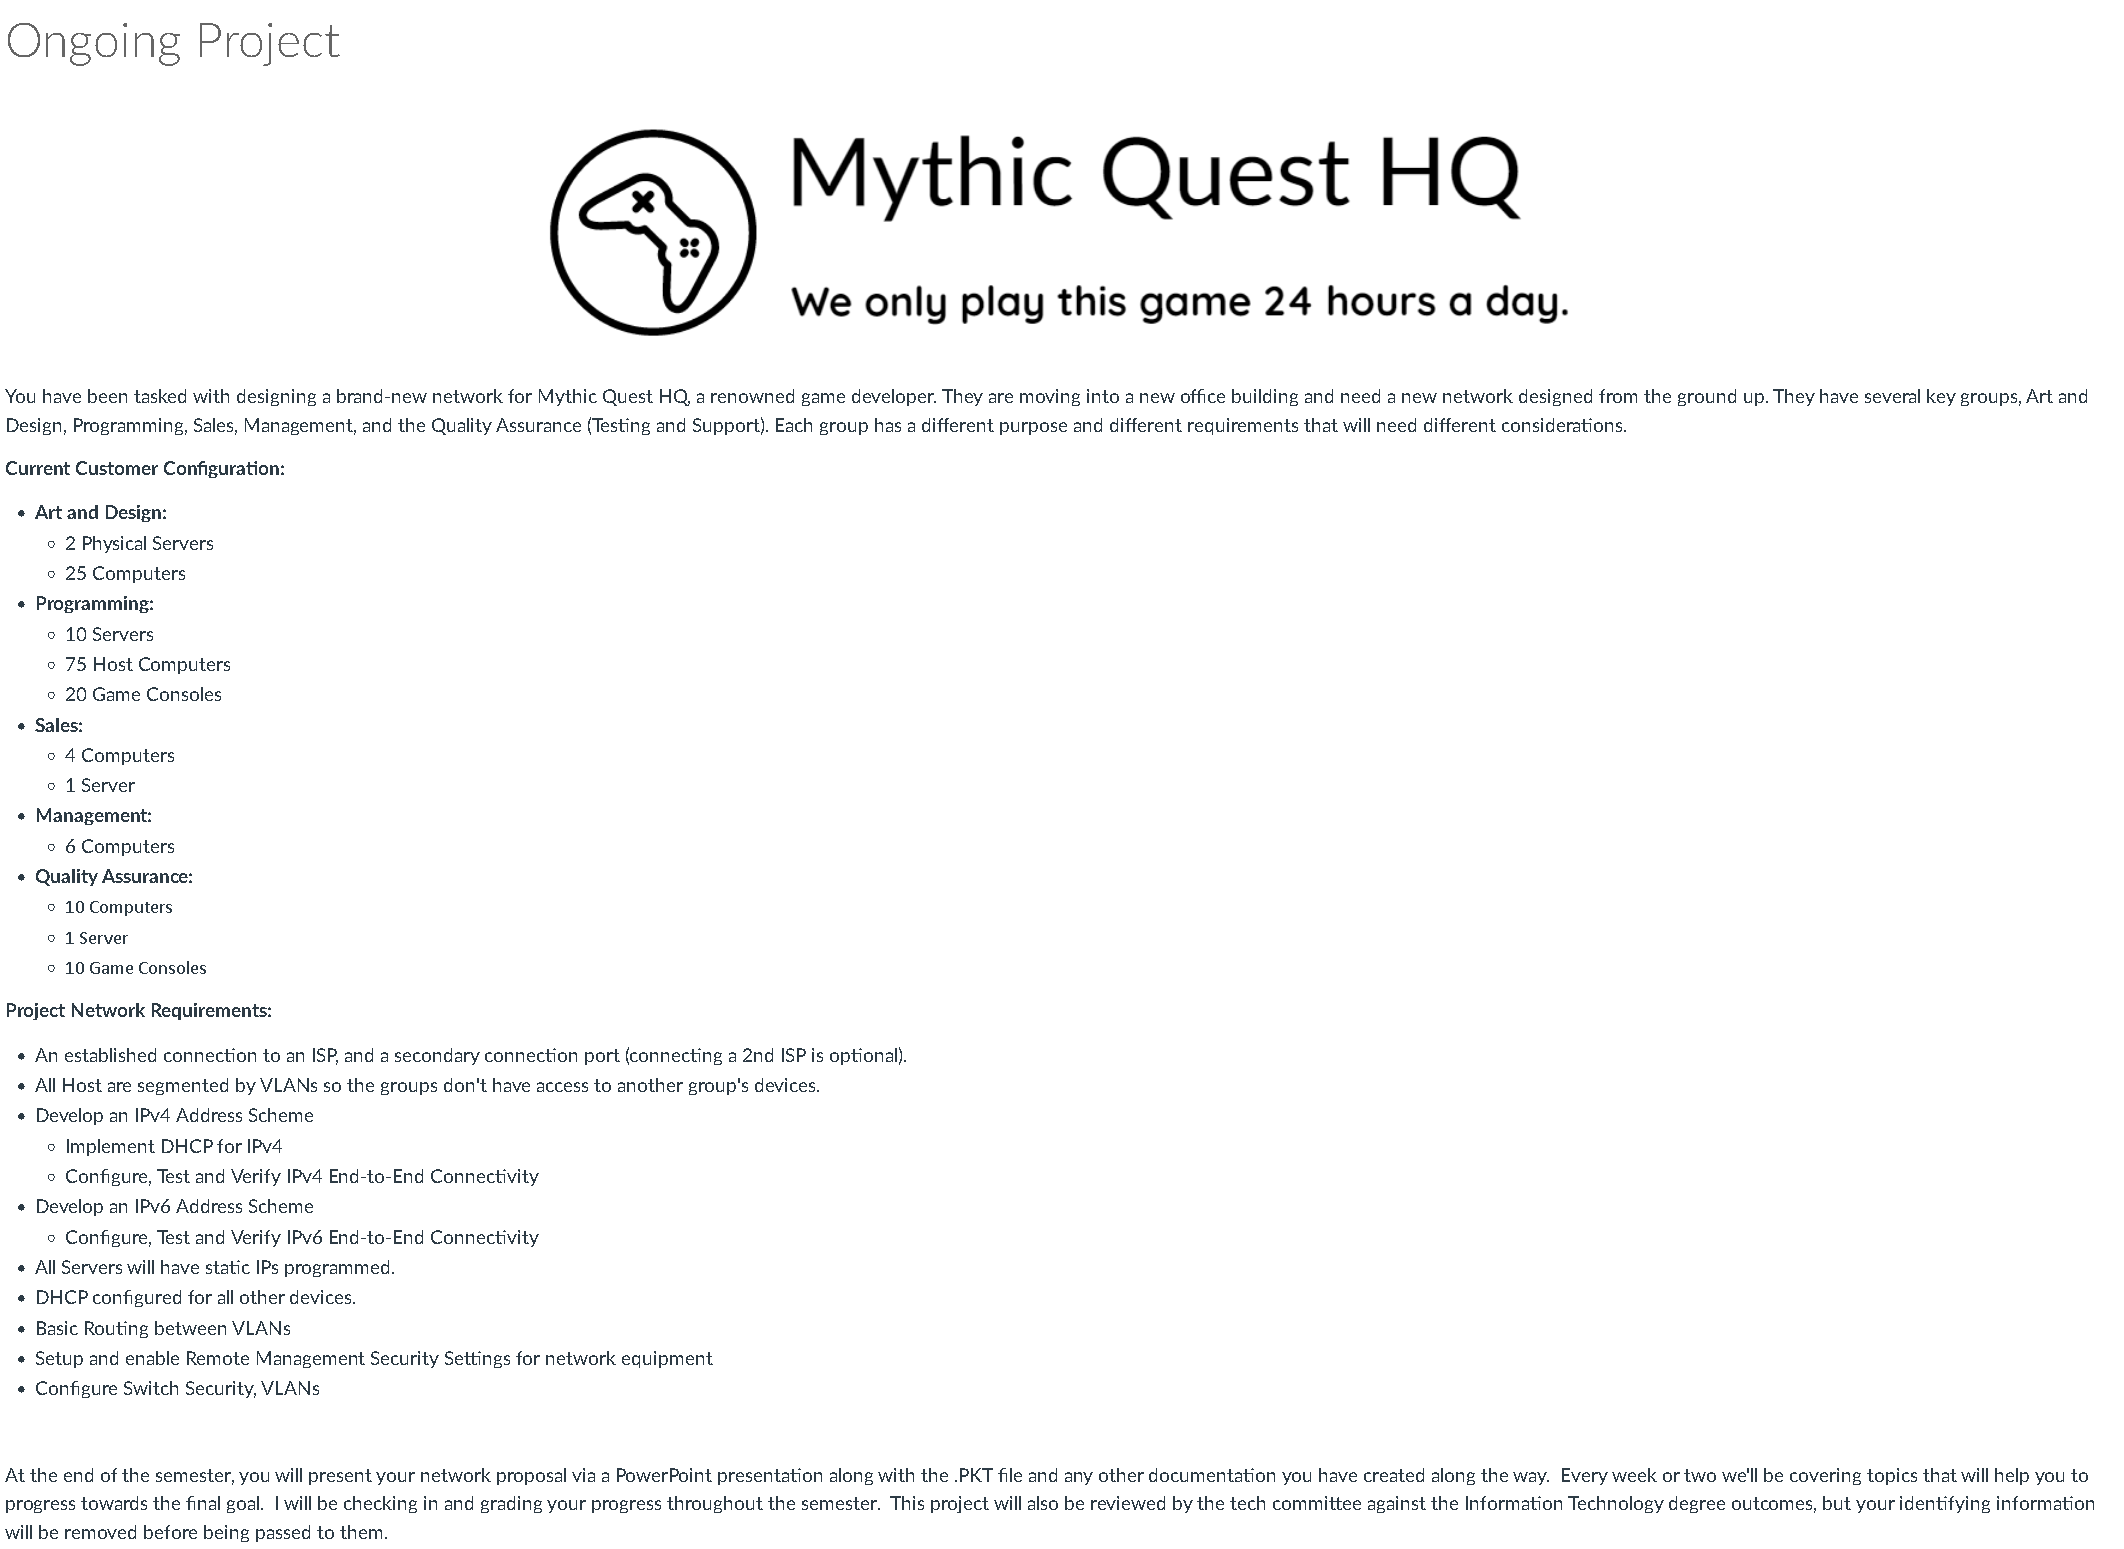 Ongoing Project
Mythic Quest HQ
We only play this game 24 hours a day.
You have been tasked with designing a brand-new network for Mythic Quest HQ, a renowned game developer. They are moving into a new office building and need a new network designed from the ground up. They have several key groups, Art and
Design, Programming, Sales, Management, and the Quality Assurance (Testing and Support). Each group has a different purpose and different requirements that will need different considerations.
Current Customer Configuration:
• Art and Design:
◦ 2 Physical Servers
◦ 25 Computers
• Programming:
◦ 10 Servers
◦ 75 Host Computers
◦ 20 Game Consoles
• Sales:
◦ 4 Computers
◦ 1 Server
• Management:
◦ 6 Computers
• Quality Assurance:
◦ 10 Computers
◦ 1 Server
◦ 10 Game Consoles
Project Network Requirements:
• An established connection to an ISP, and a secondary connection port (connecting a 2nd ISP is optional).
• All Host are segmented by VLANs so the groups don't have access to another group's devices.
• Develop an IPv4 Address Scheme
◦ Implement DHCP for IPv4
◦ Configure, Test and Verify IPv4 End-to-End Connectivity
• Develop an IPv6 Address Scheme
◦ Configure, Test and Verify IPv6 End-to-End Connectivity
• All Servers will have static IPs programmed.
• DHCP configured for all other devices.
• Basic Routing between VLANs
• Setup and enable Remote Management Security Settings for network equipment
• Configure Switch Security, VLANs
At the end of the semester, you will present your network proposal via a PowerPoint presentation along with the .PKT file and any other documentation you have created along the way.  Every week or two we'll be covering topics that will help you to
progress towards the final goal.  I will be checking in and grading your progress throughout the semester.  This project will also be reviewed by the tech committee against the Information Technology degree outcomes, but your identifying information
will be removed before being passed to them.